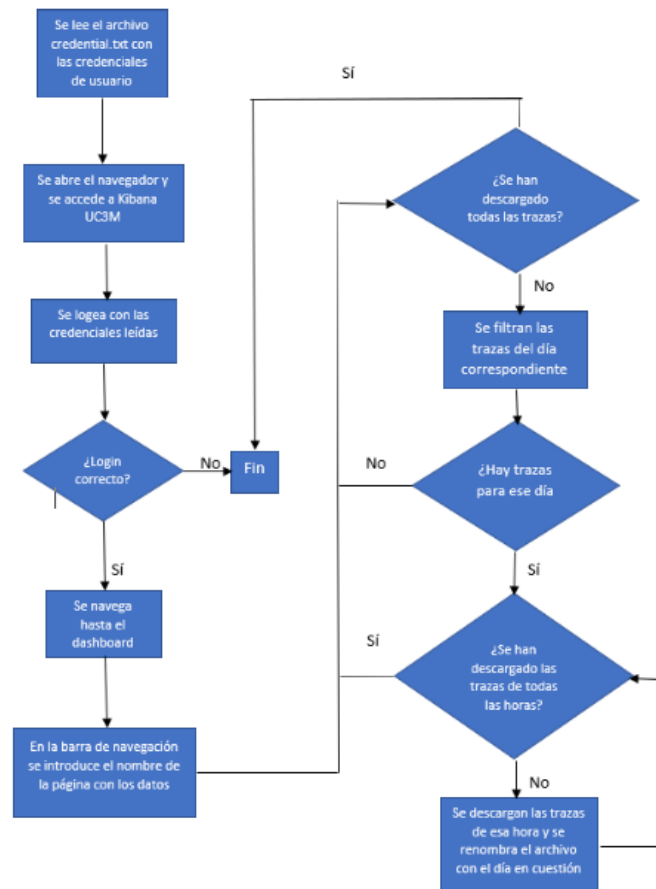 Se lee el archivo
credential.txt con
las credenciales
de usuario
Se abre el navegador y
se accede a Kibana
UC3M
Se logea con las
credenciales leídas
¿Login
correcto?
No
Fin
Sí
Se navega
hasta el
dashboard
En la barra de navegación
se introduce el nombre de
la página con los datos
Sí
¿Se han
descargado
todas las trazas?
No
Se filtran las
trazas del día
correspondiente
¿Hay trazas
para ese día
No
Sí
¿Se han
descargado las
trazas de todas
las horas?
Sí
No
Se descargan las trazas
de esa hora y se
renombra el archivo
con el día en cuestión